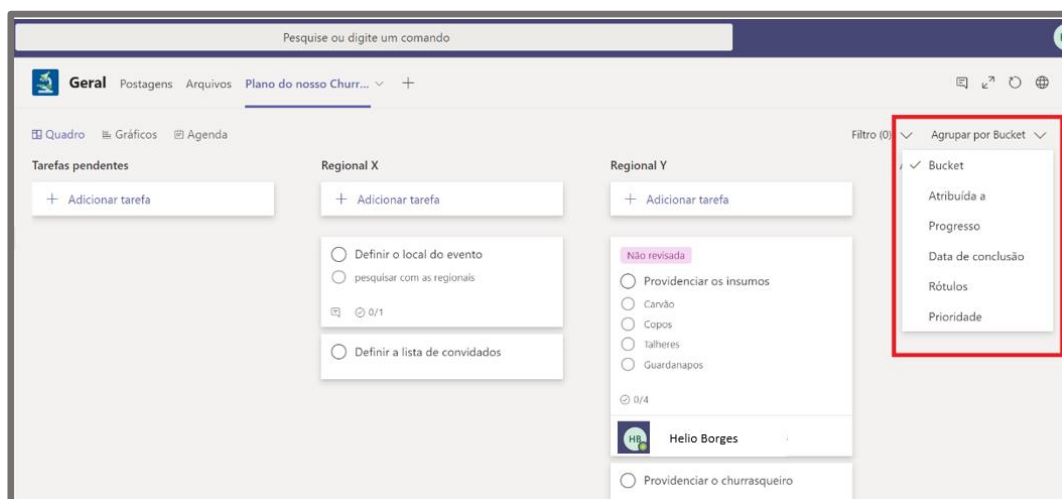 Pesquise ou digite um comando
Geral Postagens Arquivos Plano do nosso Churr...
Quadro Gráficos Agenda Filtro (0) Agrupar por Bucket
Tarefas pendentes Regional X Regional Y
Adicionar tarefa Adicionar tarefa Adicionar tarefa
Bucket
Atribuída a
Progresso
Data de conclusão
Rótulos
Prioridade
Definir o local do evento
pesquisar com as regionais
0/1
Definir a lista de convidados
Não revisada
Providenciar os insumos
Carvão
Copos
Talheres
Guardanapos
0/4
HB Helio Borges
Providenciar o churrasqueiro